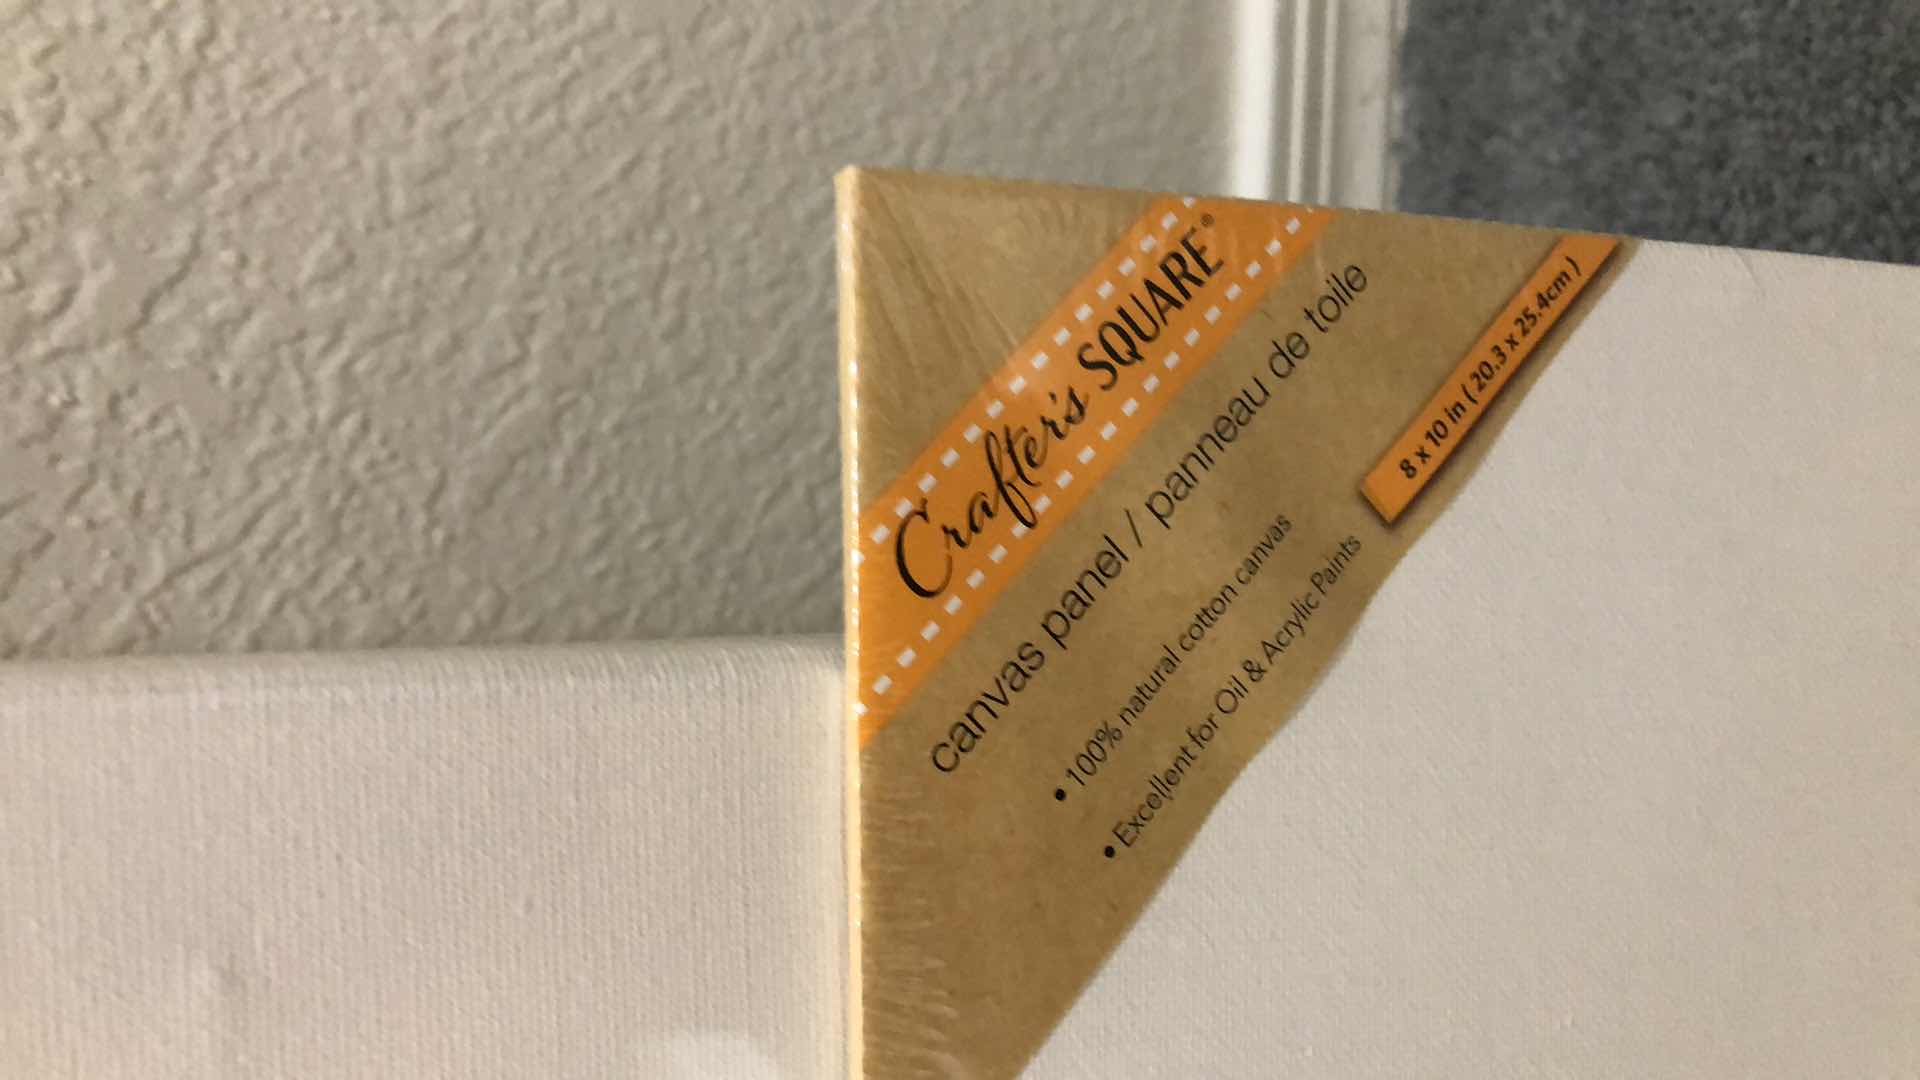 Crafter's SQUARE®
canvas panel / panneau de toile
• 100% natural cotton canvas
• Excellent for Oil & Acrylic Paints
8 x 10 in ( 20.3 x 25.4cm )